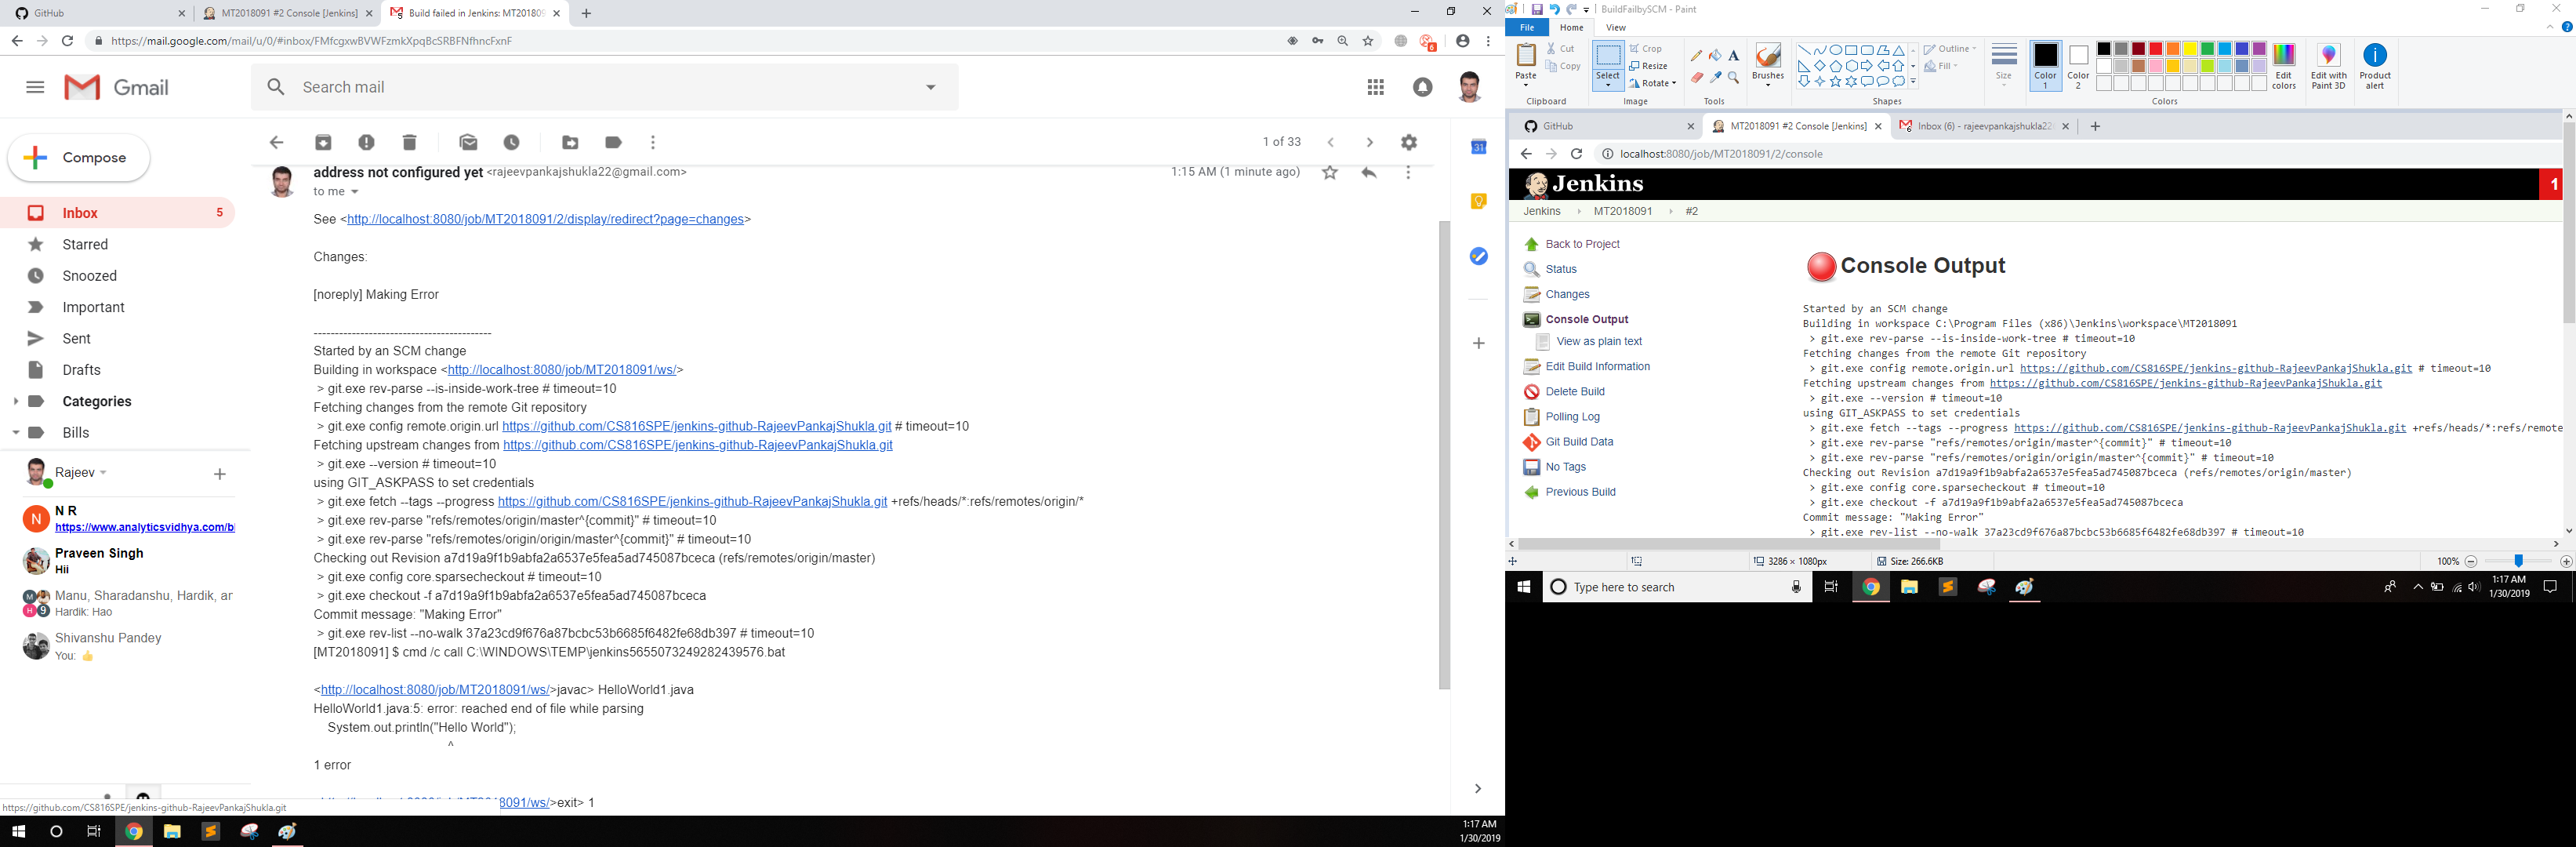 GitHub
MT2018091 #2 Console [Jenkins]
Build failed in Jenkins: MT201809
https://mail.google.com/mail/u/0/#inbox/FMfcgxwBVWFzmkXpqBcSRBFNfhncFxnF
6
Gmail
Search mail
Compose
1 of 33
Inbox 5
Starred
Snoozed
Important
Sent
Drafts
Categories
Bills
Rajeev
N R
https://www.analyticsvidhya.com/b
Praveen Singh
Hii
Manu, Sharadanshu, Hardik, ar
Hardik: Hao
Shivanshu Pandey
You: 👍
https://github.com/CS816SPE/jenkins-github-RajeevPankajShukla.git
address not configured yet <rajeevpankajshukla22@gmail.com>
1:15 AM (1 minute ago)
to me
See <http://localhost:8080/job/MT2018091/2/display/redirect?page=changes>
Changes:
[noreply] Making Error
------------------------------------------
Started by an SCM change
Building in workspace <http://localhost:8080/job/MT2018091/ws/>
> git.exe rev-parse --is-inside-work-tree # timeout=10
Fetching changes from the remote Git repository
> git.exe config remote.origin.url https://github.com/CS816SPE/jenkins-github-RajeevPankajShukla.git # timeout=10
Fetching upstream changes from https://github.com/CS816SPE/jenkins-github-RajeevPankajShukla.git
> git.exe --version # timeout=10
using GIT_ASKPASS to set credentials
> git.exe fetch --tags --progress https://github.com/CS816SPE/jenkins-github-RajeevPankajShukla.git +refs/heads/*:refs/remotes/origin/*
> git.exe rev-parse "refs/remotes/origin/master^{commit}" # timeout=10
> git.exe rev-parse "refs/remotes/origin/origin/master^{commit}" # timeout=10
Checking out Revision a7d19a9f1b9abfa2a6537e5fea5ad745087bceca (refs/remotes/origin/master)
> git.exe config core.sparsecheckout # timeout=10
> git.exe checkout -f a7d19a9f1b9abfa2a6537e5fea5ad745087bceca
Commit message: "Making Error"
> git.exe rev-list --no-walk 37a23cd9f676a87bcbc53b6685f6482fe68db397 # timeout=10
[MT2018091] $ cmd /c call C:\WINDOWS\TEMP\jenkins5655073249282439576.bat
<http://localhost:8080/job/MT2018091/ws/>javac> HelloWorld1.java
HelloWorld1.java:5: error: reached end of file while parsing
System.out.println("Hello World");
^
1 error
8091/ws/>exit> 1
31
1:17 AM
1/30/2019
BuildFailbySCM - Paint
File
Home
View
Paste
Cut
Copy
Clipboard
Select
Crop
Resize
Rotate
Image
A
Tools
Brushes
Outline
Fill
Shapes
Size
Color
1
Color
2
Colors
Edit
colors
Edit with
Paint 3D
Product
alert
GitHub
MT2018091 #2 Console [Jenkins]
Inbox (6) - rajeevpankajshukla22
localhost:8080/job/MT2018091/2/console
Jenkins
1
Jenkins
MT2018091
#2
Back to Project
Status
Changes
Console Output
View as plain text
Edit Build Information
Delete Build
Polling Log
Git Build Data
No Tags
Previous Build
Console Output
Started by an SCM change
Building in workspace C:\Program Files (x86)\Jenkins\workspace\MT2018091
> git.exe rev-parse --is-inside-work-tree # timeout=10
Fetching changes from the remote Git repository
> git.exe config remote.origin.url https://github.com/CS816SPE/jenkins-github-RajeevPankajShukla.git # timeout=10
Fetching upstream changes from https://github.com/CS816SPE/jenkins-github-RajeevPankajShukla.git
> git.exe --version # timeout=10
using GIT_ASKPASS to set credentials
> git.exe fetch --tags --progress https://github.com/CS816SPE/jenkins-github-RajeevPankajShukla.git +refs/heads/*:refs/remote
> git.exe rev-parse "refs/remotes/origin/master^{commit}" # timeout=10
> git.exe rev-parse "refs/remotes/origin/origin/master^{commit}" # timeout=10
Checking out Revision a7d19a9f1b9abfa2a6537e5fea5ad745087bceca (refs/remotes/origin/master)
> git.exe config core.sparsecheckout # timeout=10
> git.exe checkout -f a7d19a9f1b9abfa2a6537e5fea5ad745087bceca
Commit message: "Making Error"
> git.exe rev-list --no-walk 37a23cd9f676a87bcbc53b6685f6482fe68db397 # timeout=10
3286 × 1080px
Size: 266.6KB
100%
Type here to search
1:17 AM
1/30/2019